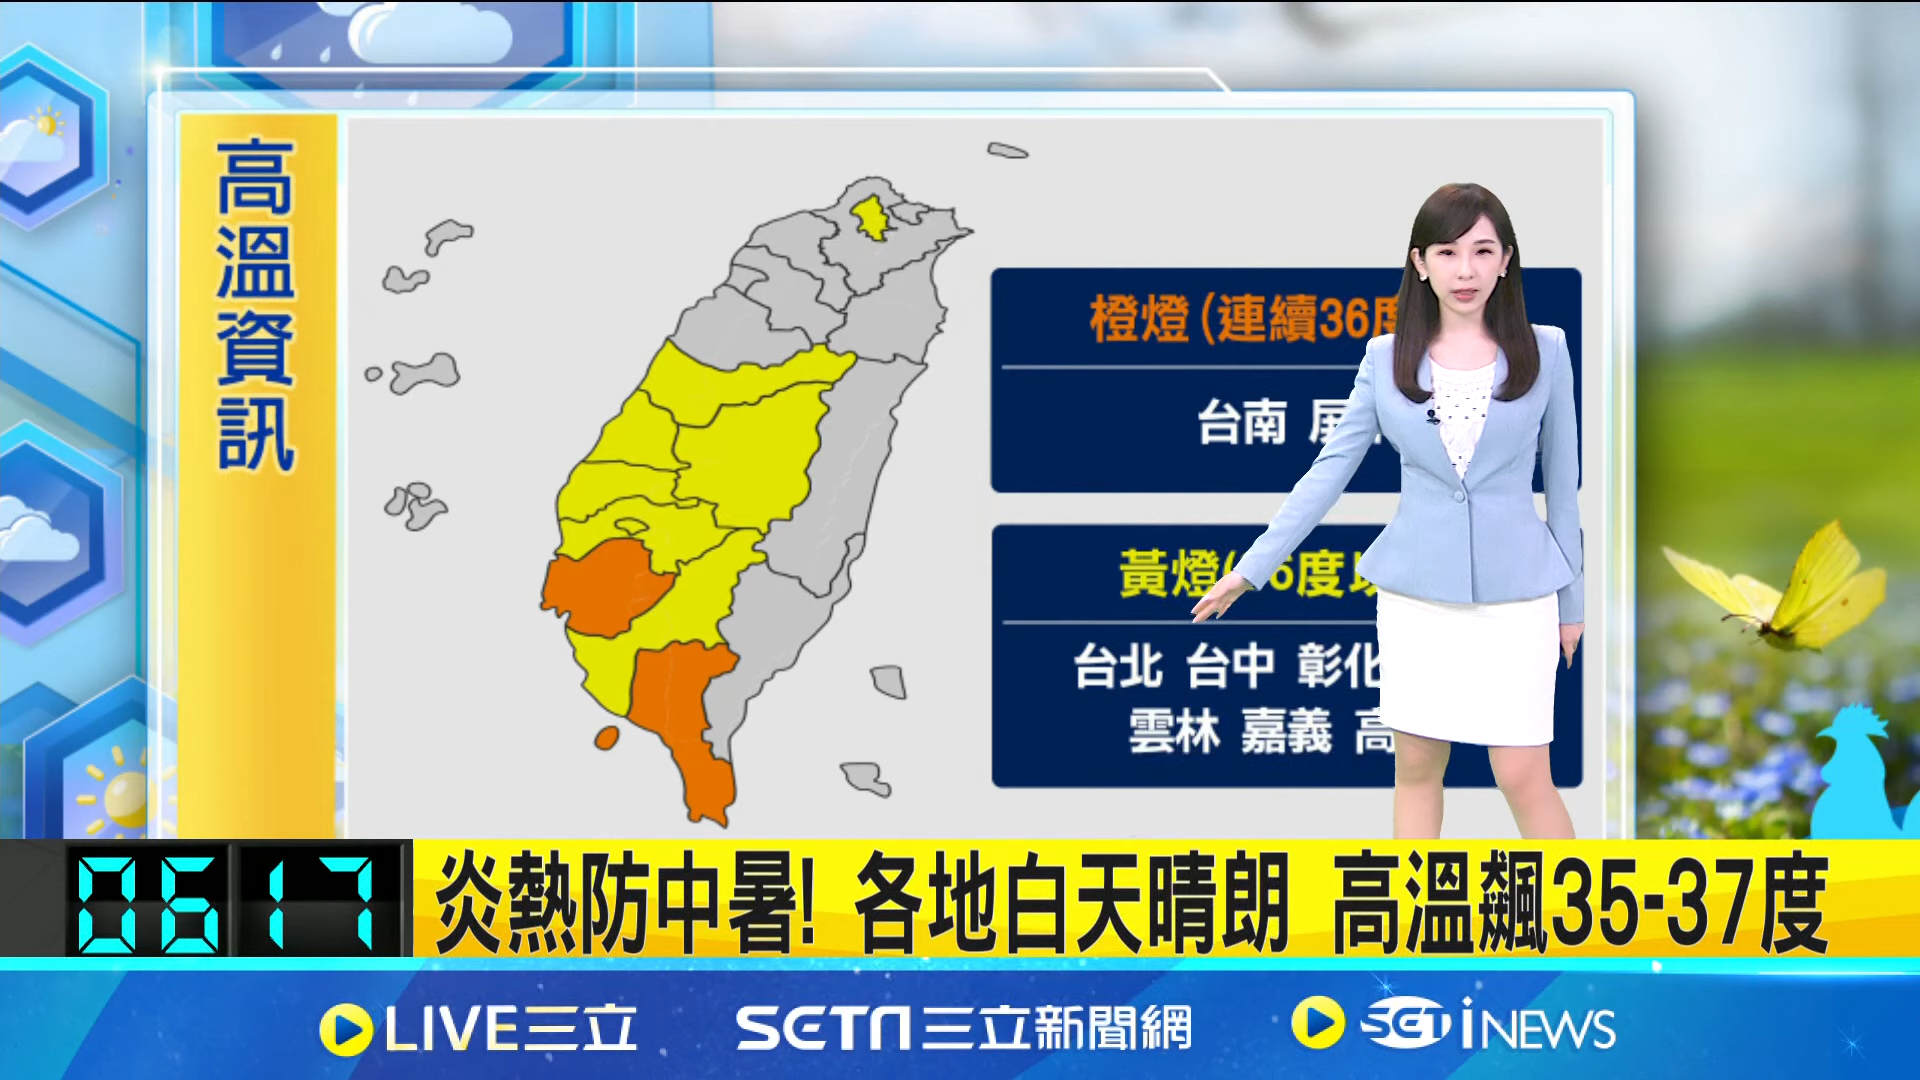 高溫資訊
橙燈(連續36度
台南
黃燈( 6度以
台北 台中 彰化
雲林 嘉義 高
0617
炎熱防中暑! 各地白天晴朗 高溫飆35-37度
LIVE三立
SETN三立新聞網
SETiNEWS